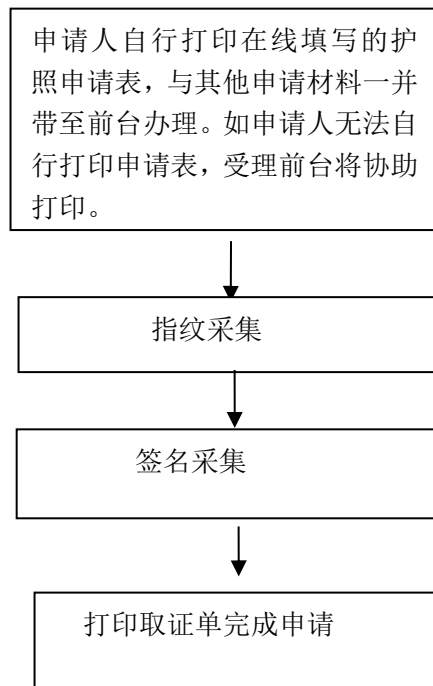 申请人自行打印在线填写的护
照申请表，与其他申请材料一并
带至前台办理。如申请人无法自
行打印申请表，受理前台将协助
打印。
指纹采集
签名采集
打印取证单完成申请